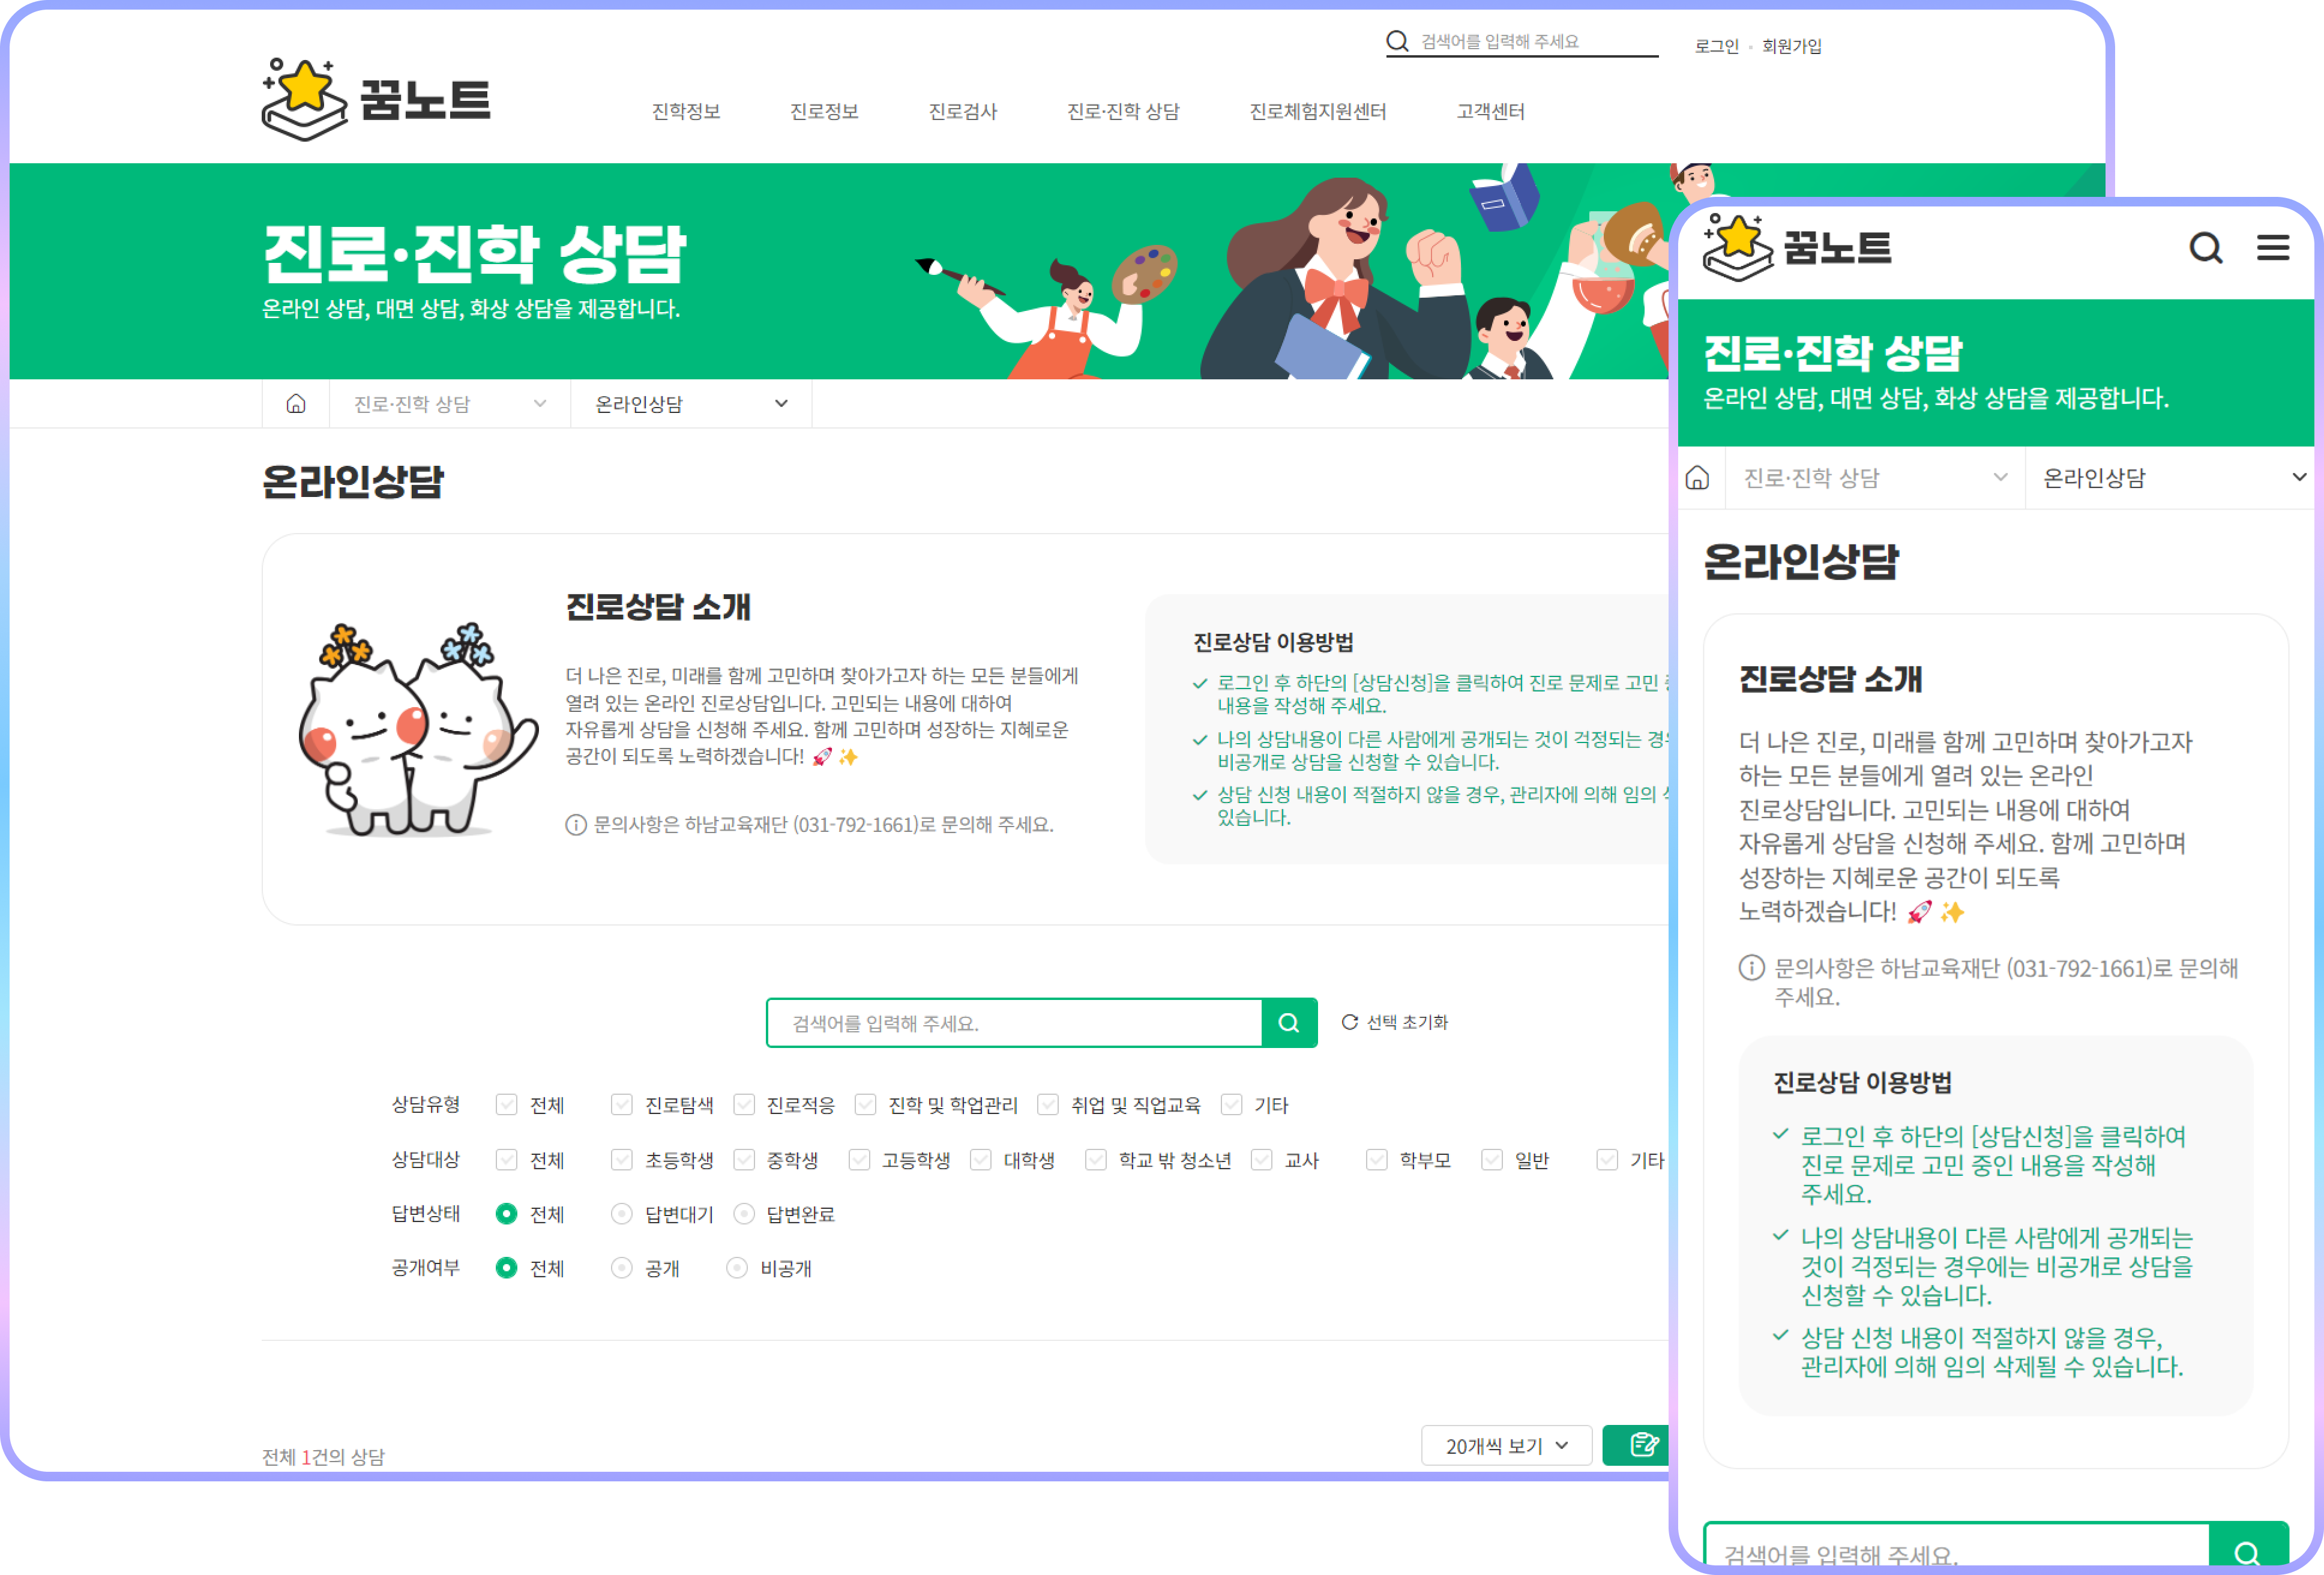 검색어를 입력해 주세요
로그인 회원가입
꿈노트
진학정보 진로정보 진로검사 진로·진학 상담 진로체험지원센터 고객센터
진로·진학 상담
온라인 상담, 대면 상담, 화상 상담을 제공합니다.
진로·진학 상담 온라인상담
온라인상담
진로상담 소개
더 나은 진로, 미래를 함께 고민하며 찾아가고자 하는 모든 분들에게
열려 있는 온라인 진로상담입니다. 고민되는 내용에 대하여
자유롭게 상담을 신청해 주세요. 함께 고민하며 성장하는 지혜로운
공간이 되도록 노력하겠습니다! 🚀 ✨
문의사항은 하남교육재단 (031-792-1661)로 문의해 주세요.
진로상담 이용방법
로그인 후 하단의 [상담신청]을 클릭하여 진로 문제로 고민
내용을 작성해 주세요.
나의 상담내용이 다른 사람에게 공개되는 것이 걱정되는
비공개로 상담을 신청할 수 있습니다.
상담 신청 내용이 적절하지 않을 경우, 관리자에 의해 임의
있습니다.
검색어를 입력해 주세요. 선택 초기화
상담유형 전체 진로탐색 진로적응 진학 및 학업관리 취업 및 직업교육 기타
상담대상 전체 초등학생 중학생 고등학생 대학생 학교 밖 청소년 교사 학부모 일반 기타
답변상태 전체 답변대기 답변완료
공개여부 전체 공개 비공개
전체 1건의 상담
20개씩 보기
꿈노트
진로·진학 상담
온라인 상담, 대면 상담, 화상 상담을 제공합니다.
진로·진학 상담 온라인상담
온라인상담
진로상담 소개
더 나은 진로, 미래를 함께 고민하며 찾아가고자
하는 모든 분들에게 열려 있는 온라인
진로상담입니다. 고민되는 내용에 대하여
자유롭게 상담을 신청해 주세요. 함께 고민하며
성장하는 지혜로운 공간이 되도록
노력하겠습니다! 🚀 ✨
문의사항은 하남교육재단 (031-792-1661)로 문의해
주세요.
진로상담 이용방법
로그인 후 하단의 [상담신청]을 클릭하여
진로 문제로 고민 중인 내용을 작성해
주세요.
나의 상담내용이 다른 사람에게 공개되는
것이 걱정되는 경우에는 비공개로 상담을
신청할 수 있습니다.
상담 신청 내용이 적절하지 않을 경우,
관리자에 의해 임의 삭제될 수 있습니다.
검색어를 입력해 주세요.